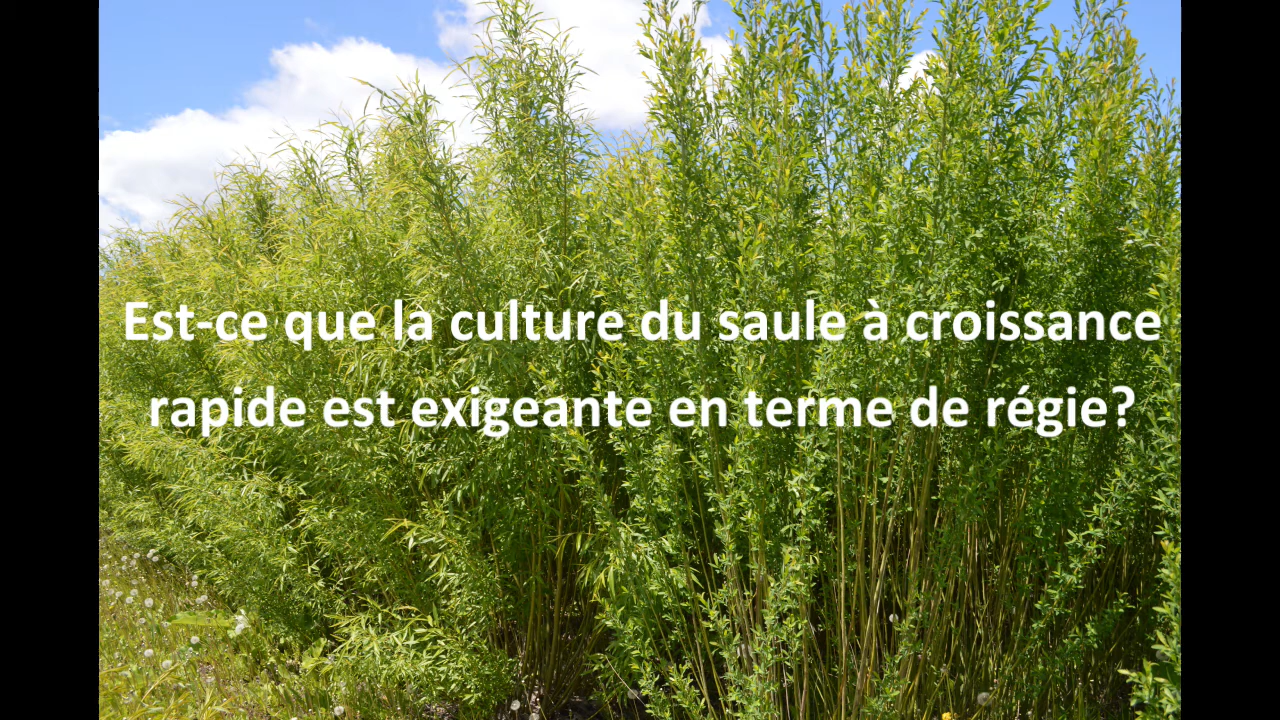 Est-ce que la culture du saule à croissance
rapide est exigeante en terme de régie?